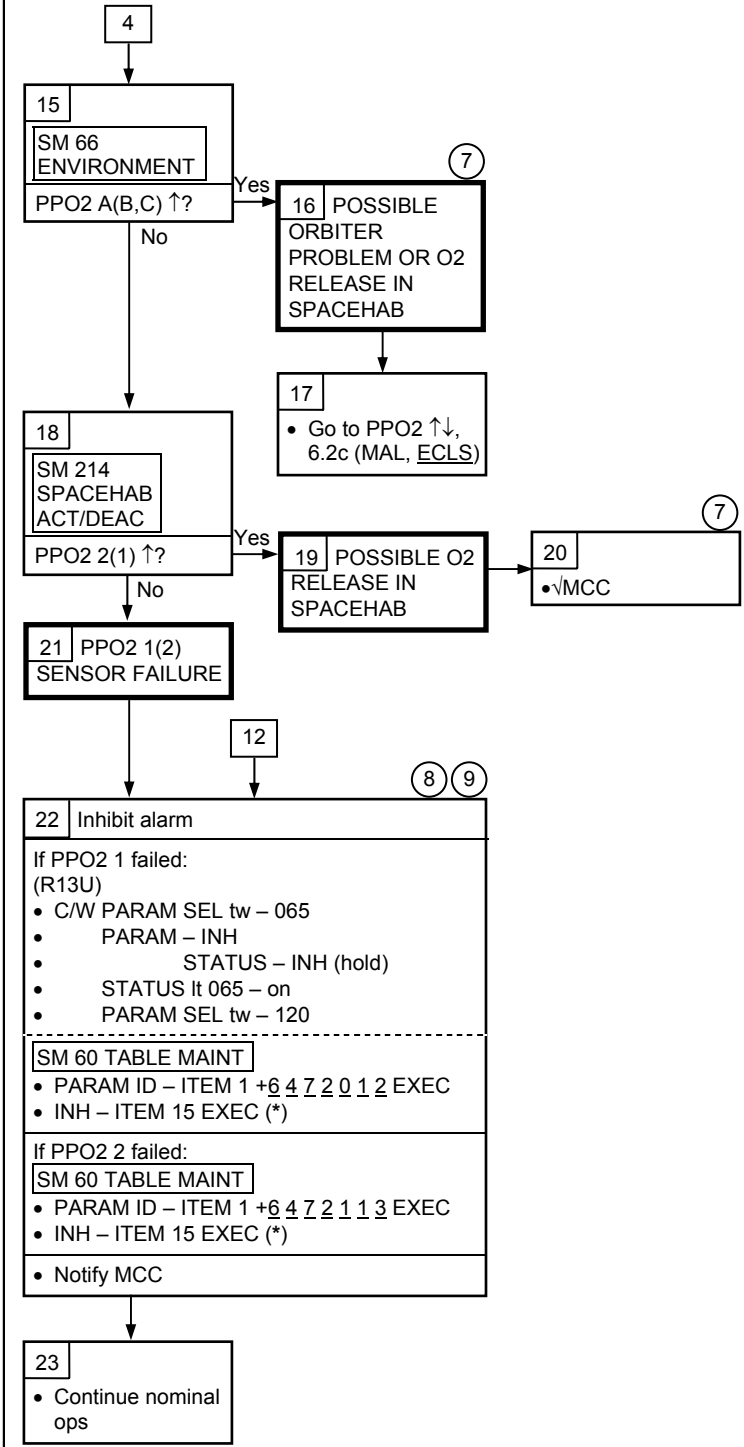 4
15
SM 66
ENVIRONMENT
PPO2 A(B,C) ↑?
Yes
No
7
16 POSSIBLE
ORBITER
PROBLEM OR O2
RELEASE IN
SPACEHAB
17
• Go to PPO2 ↑↓,
6.2c (MAL, ECLS)
18
SM 214
SPACEHAB
ACT/DEAC
PPO2 2(1) ↑?
Yes
No
19 POSSIBLE O2
RELEASE IN
SPACEHAB
7
20
•√MCC
21 PPO2 1(2)
SENSOR FAILURE
12
8 9
22 Inhibit alarm
If PPO2 1 failed:
(R13U)
• C/W PARAM SEL tw – 065
• PARAM – INH
• STATUS – INH (hold)
• STATUS lt 065 – on
• PARAM SEL tw – 120
SM 60 TABLE MAINT
• PARAM ID – ITEM 1 +6 4 7 2 0 1 2 EXEC
• INH – ITEM 15 EXEC (*)
If PPO2 2 failed:
SM 60 TABLE MAINT
• PARAM ID – ITEM 1 +6 4 7 2 1 1 3 EXEC
• INH – ITEM 15 EXEC (*)
• Notify MCC
23
• Continue nominal
ops